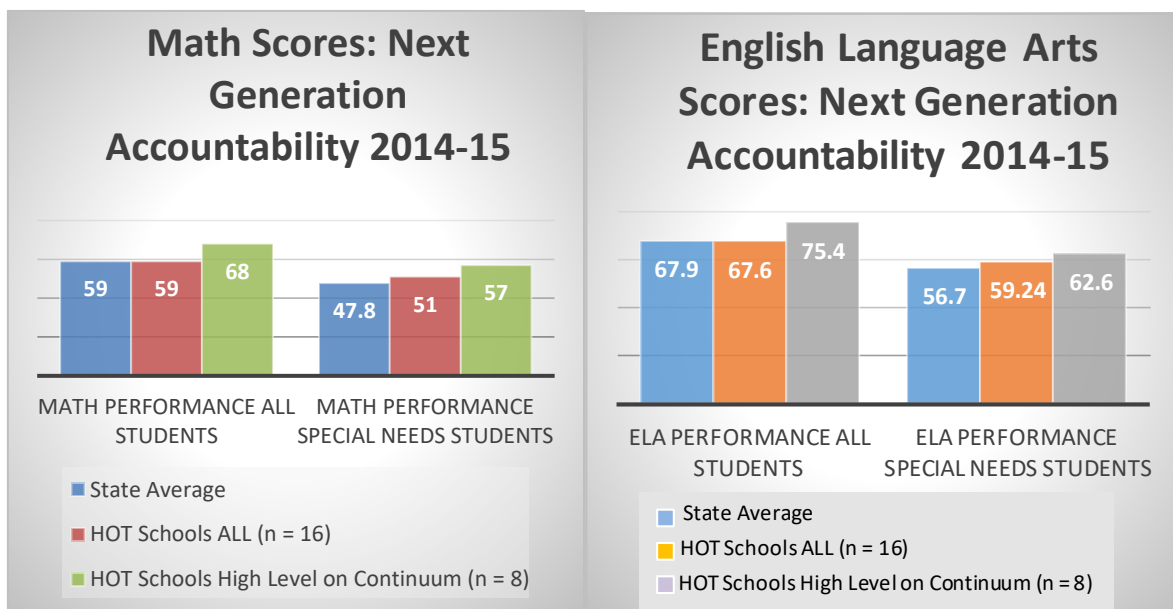 Math Scores: Next
Generation
Accountability 2014-15
59
59
68
47.8
51
57
MATH PERFORMANCE ALL
STUDENTS
MATH PERFORMANCE
SPECIAL NEEDS STUDENTS
State Average
HOT Schools ALL (n = 16)
HOT Schools High Level on Continuum (n = 8)
English Language Arts
Scores: Next Generation
Accountability 2014-15
67.9
67.6
75.4
56.7
59.24
62.6
ELA PERFORMANCE ALL
STUDENTS
ELA PERFORMANCE
SPECIAL NEEDS STUDENTS
State Average
HOT Schools ALL (n = 16)
HOT Schools High Level on Continuum (n = 8)